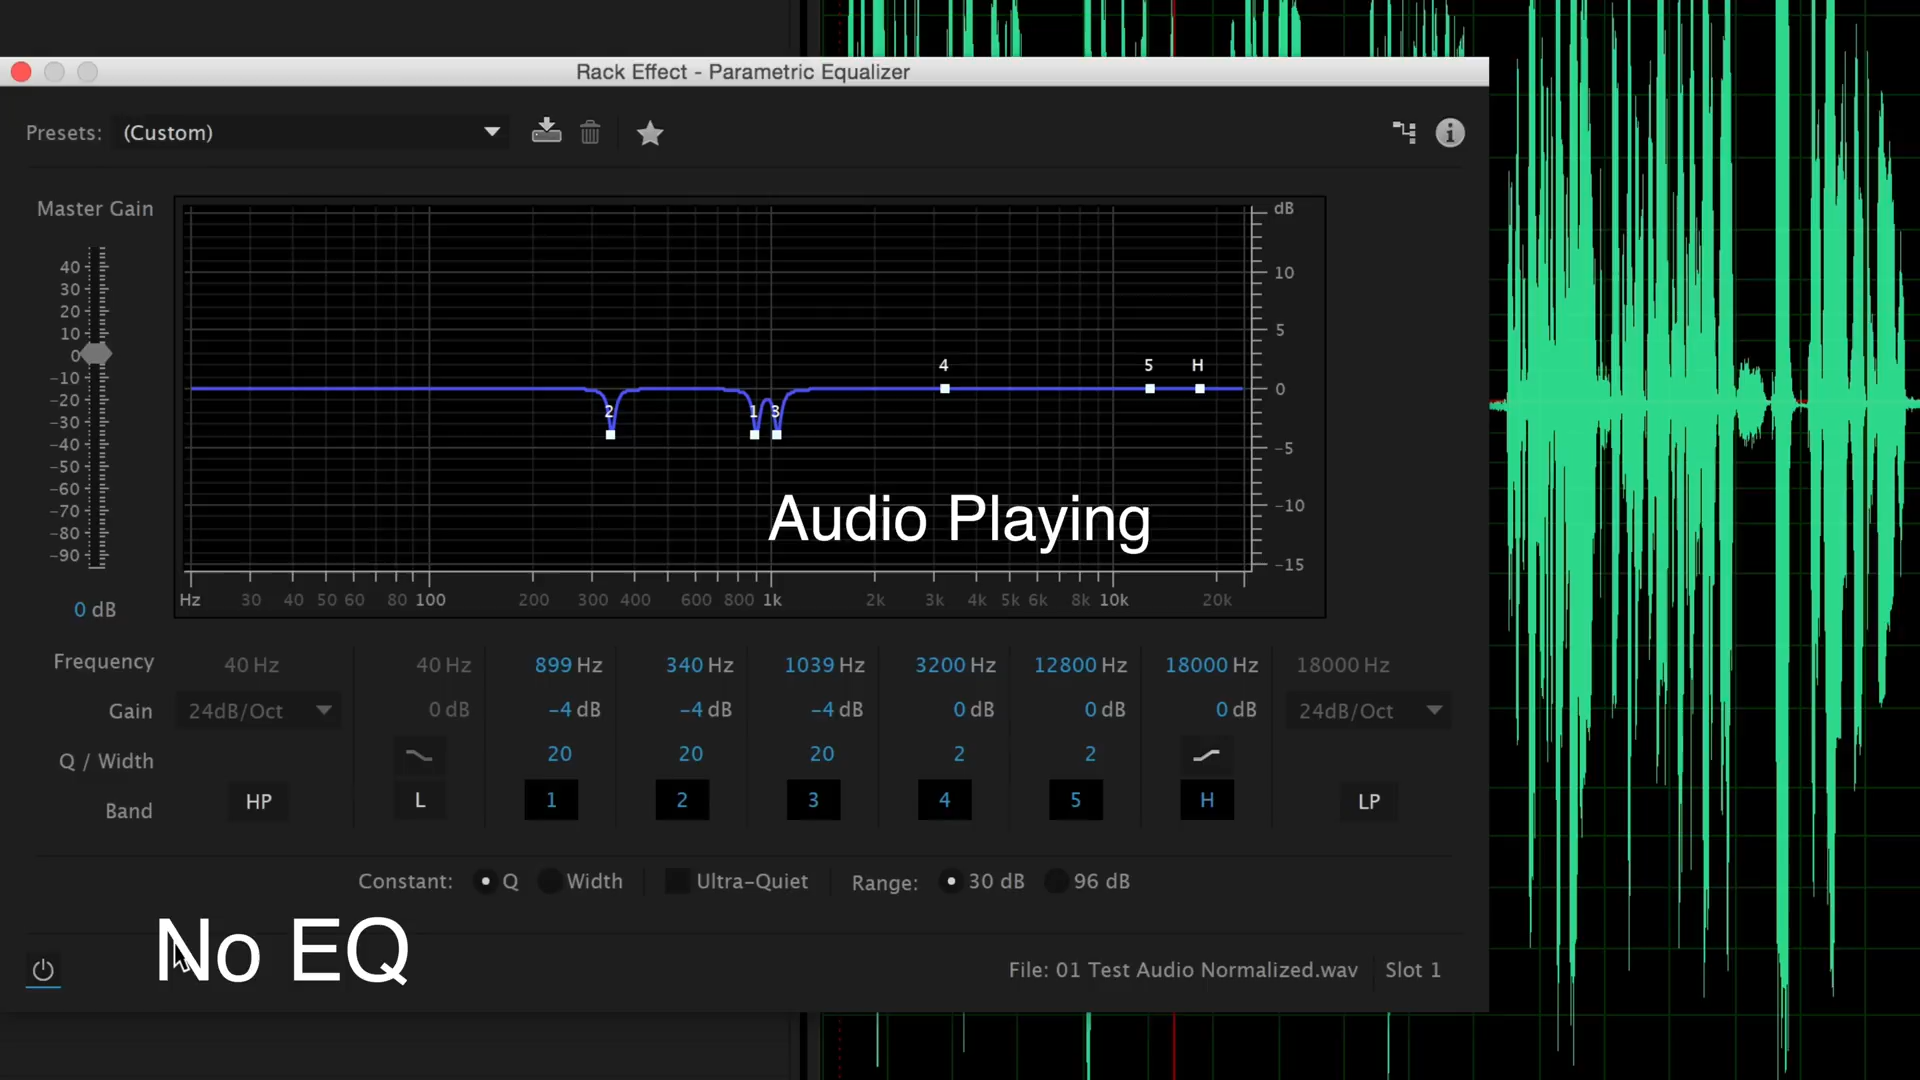 Rack Effect - Parametric Equalizer
Presets: (Custom)
Master Gain
40
30
20
10
0
-10
-20
-30
-40
-50
-60
-70
-80
-90
0 dB
dB
10
5
0
-5
-10
-15
4 5 H
2 1 3
Audio Playing
Hz 30 40 50 60 80 100 200 300 400 600 800 1k 2k 3k 4k 5k 6k 8k 10k 20k
Frequency 40 Hz 40 Hz 899 Hz 340 Hz 1039 Hz 3200 Hz 12800 Hz 18000 Hz 18000 Hz
Gain 24dB/Oct 0 dB -4 dB -4 dB -4 dB 0 dB 0 dB 0 dB 24dB/Oct
Q / Width 20 20 20 2 2
Band HP L 1 2 3 4 5 H LP
Constant: Q Width Ultra-Quiet Range: 30 dB 96 dB
No EQ
File: 01 Test Audio Normalized.wav Slot 1